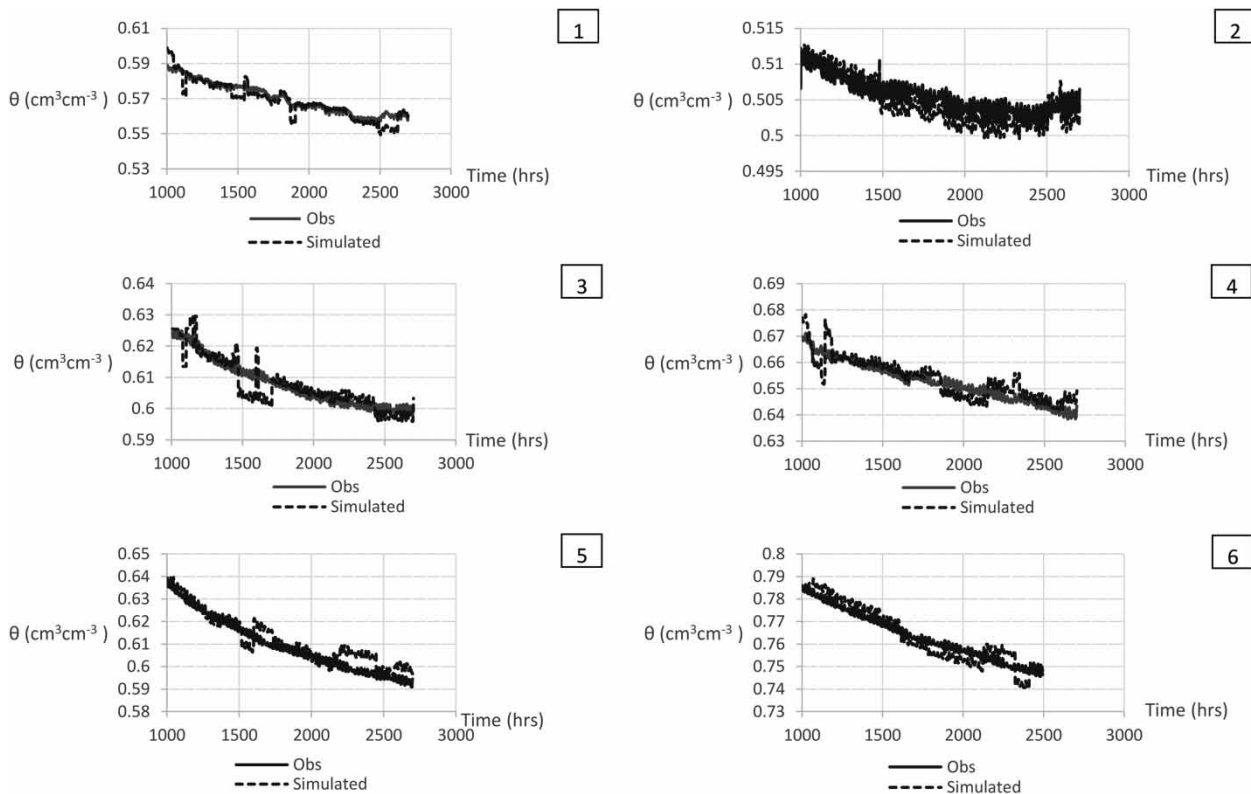 1
0.61
0.59
θ (cm³cm⁻³ ) 0.57
0.55
0.53
1000 1500 2000 2500 3000
Time (hrs)
Obs
Simulated
2
0.515
0.51
θ (cm³cm⁻³ ) 0.505
0.5
0.495
1000 1500 2000 2500 3000
Time (hrs)
Obs
Simulated
3
0.64
0.63
0.62
θ (cm³cm⁻³ ) 0.61
0.6
0.59
1000 1500 2000 2500 3000
Time (hrs)
Obs
Simulated
4
0.69
0.68
0.67
θ (cm³cm⁻³ ) 0.66
0.65
0.64
0.63
1000 1500 2000 2500 3000
Time (hrs)
Obs
Simulated
5
0.65
0.64
0.63
0.62
θ (cm³cm⁻³ ) 0.61
0.6
0.59
0.58
1000 1500 2000 2500 3000
Time (hrs)
Obs
Simulated
6
0.8
0.79
0.78
0.77
θ (cm³cm⁻³ ) 0.76
0.75
0.74
0.73
1000 1500 2000 2500 3000
Time (hrs)
Obs
Simulated